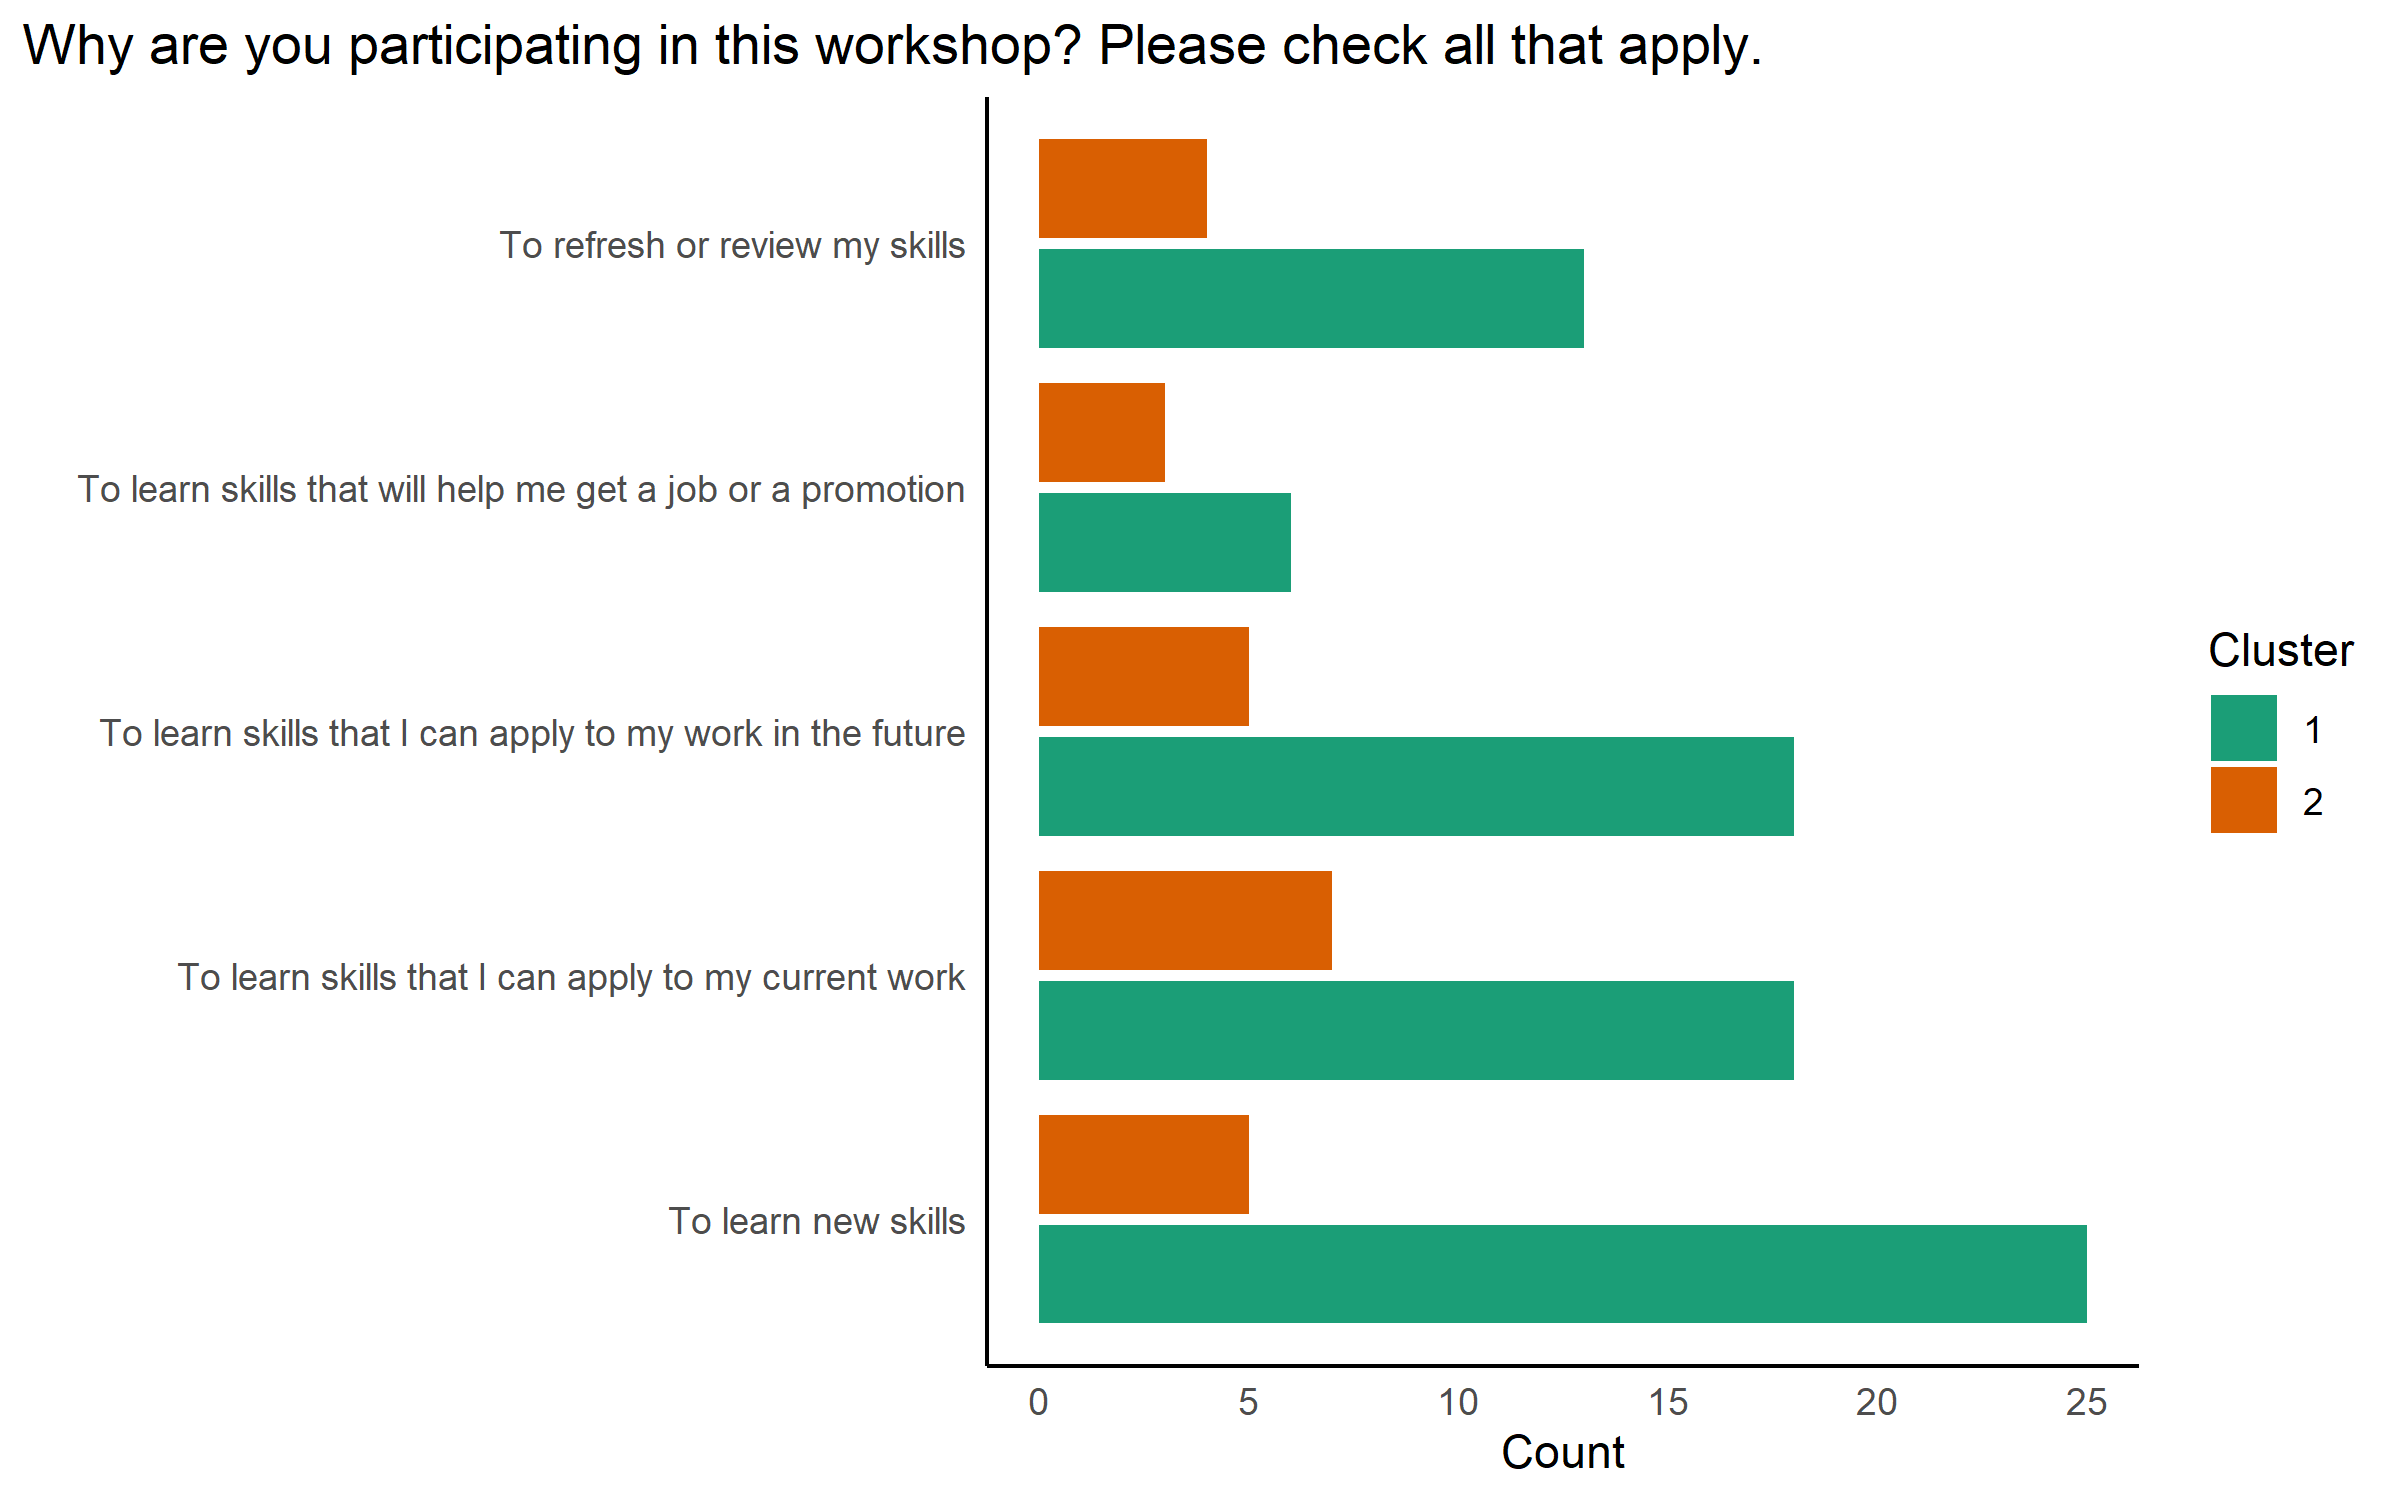 Why are you participating in this workshop? Please check all that apply.
To refresh or review my skills
To learn skills that will help me get a job or a promotion
To learn skills that I can apply to my work in the future
To learn skills that I can apply to my current work
To learn new skills
0 5 10 15 20 25
Count
Cluster
1
2